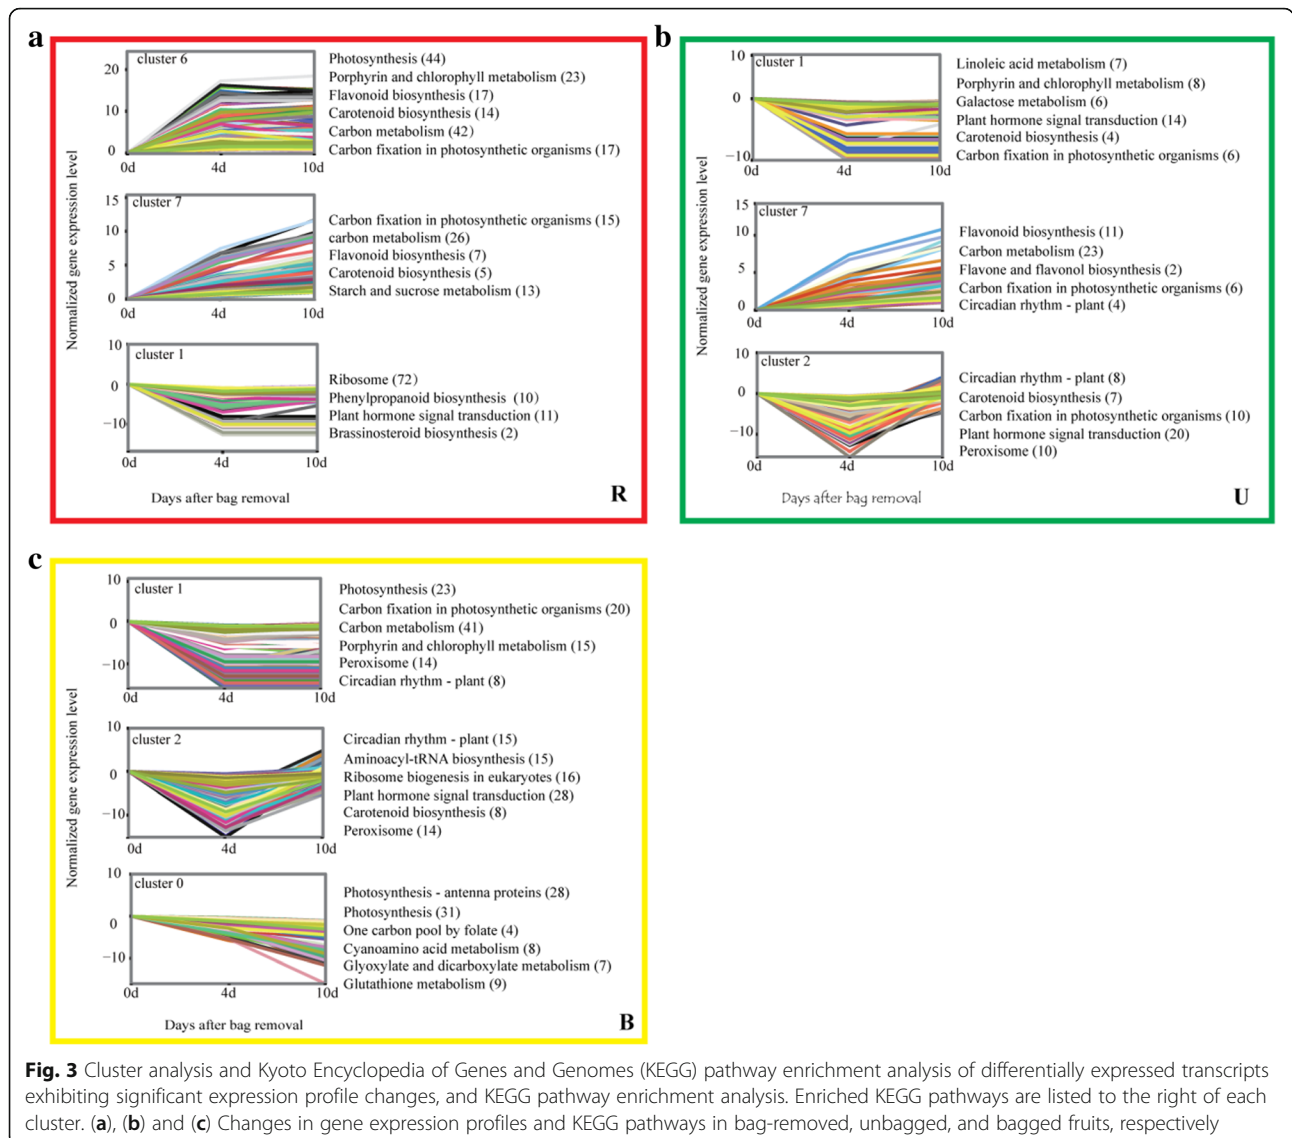 a
cluster 6
20
10
0
0d 4d 10d
Photosynthesis (44)
Porphyrin and chlorophyll metabolism (23)
Flavonoid biosynthesis (17)
Carotenoid biosynthesis (14)
Carbon metabolism (42)
Carbon fixation in photosynthetic organisms (17)
cluster 7
15
10
5
0
0d 4d 10d
Carbon fixation in photosynthetic organisms (15)
carbon metabolism (26)
Flavonoid biosynthesis (7)
Carotenoid biosynthesis (5)
Starch and sucrose metabolism (13)
cluster 1
10
0
−10
0d 4d 10d
Ribosome (72)
Phenylpropanoid biosynthesis (10)
Plant hormone signal transduction (11)
Brassinosteroid biosynthesis (2)
Normalized gene expression level
Days after bag removal
R
b
cluster 1
10
0
−10
0d 4d 10d
Linoleic acid metabolism (7)
Porphyrin and chlorophyll metabolism (8)
Galactose metabolism (6)
Plant hormone signal transduction (14)
Carotenoid biosynthesis (4)
Carbon fixation in photosynthetic organisms (6)
cluster 7
15
10
5
0
0d 4d 10d
Flavonoid biosynthesis (11)
Carbon metabolism (23)
Flavone and flavonol biosynthesis (2)
Carbon fixation in photosynthetic organisms (6)
Circadian rhythm - plant (4)
cluster 2
10
0
−10
0d 4d 10d
Circadian rhythm - plant (8)
Carotenoid biosynthesis (7)
Carbon fixation in photosynthetic organisms (10)
Plant hormone signal transduction (20)
Peroxisome (10)
Normalized gene expression level
Days after bag removal
U
c
cluster 1
10
0
−10
0d 4d 10d
Photosynthesis (23)
Carbon fixation in photosynthetic organisms (20)
Carbon metabolism (41)
Porphyrin and chlorophyll metabolism (15)
Peroxisome (14)
Circadian rhythm - plant (8)
cluster 2
10
0
−10
0d 4d 10d
Circadian rhythm - plant (15)
Aminoacyl-tRNA biosynthesis (15)
Ribosome biogenesis in eukaryotes (16)
Plant hormone signal transduction (28)
Carotenoid biosynthesis (8)
Peroxisome (14)
cluster 0
10
0
−10
0d 4d 10d
Photosynthesis - antenna proteins (28)
Photosynthesis (31)
One carbon pool by folate (4)
Cyanoamino acid metabolism (8)
Glyoxylate and dicarboxylate metabolism (7)
Glutathione metabolism (9)
Normalized gene expression level
Days after bag removal
B
Fig. 3 Cluster analysis and Kyoto Encyclopedia of Genes and Genomes (KEGG) pathway enrichment analysis of differentially expressed transcripts
exhibiting significant expression profile changes, and KEGG pathway enrichment analysis. Enriched KEGG pathways are listed to the right of each
cluster. (a), (b) and (c) Changes in gene expression profiles and KEGG pathways in bag-removed, unbagged, and bagged fruits, respectively